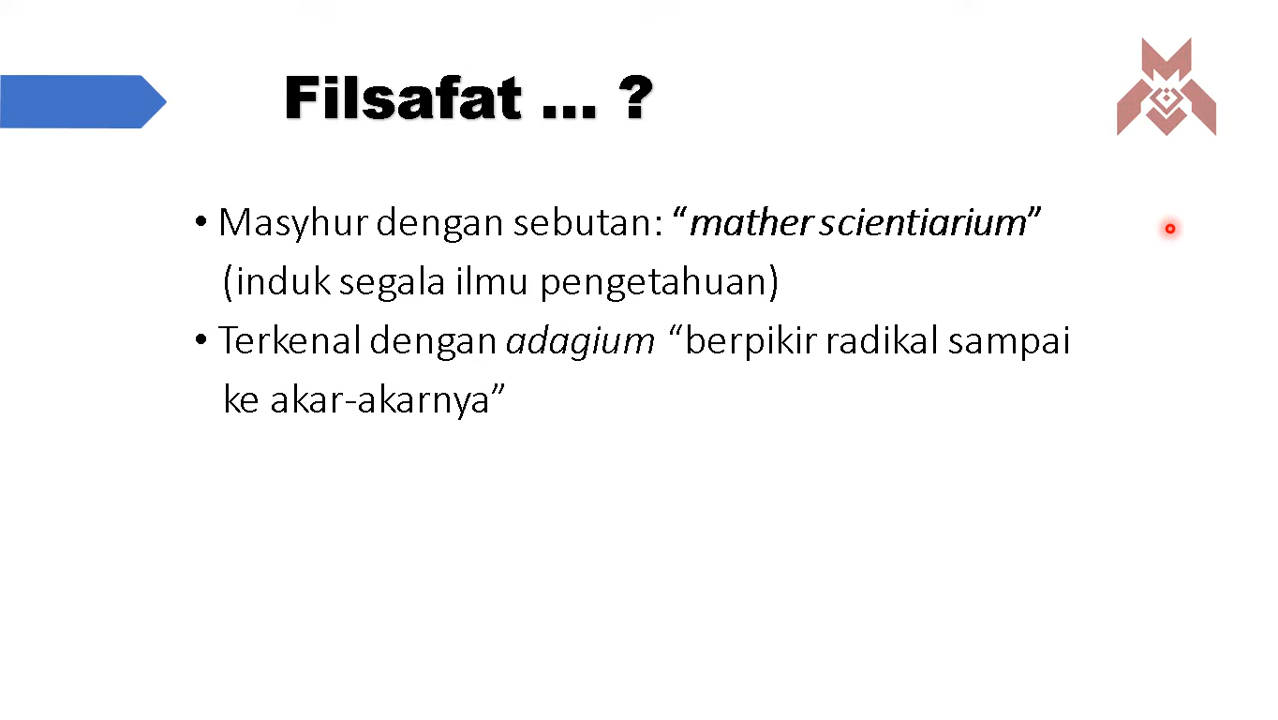 Filsafat ... ?
• Masyhur dengan sebutan: “mather scientiarium”
(induk segala ilmu pengetahuan)
• Terkenal dengan adagium “berpikir radikal sampai
ke akar-akarnya”